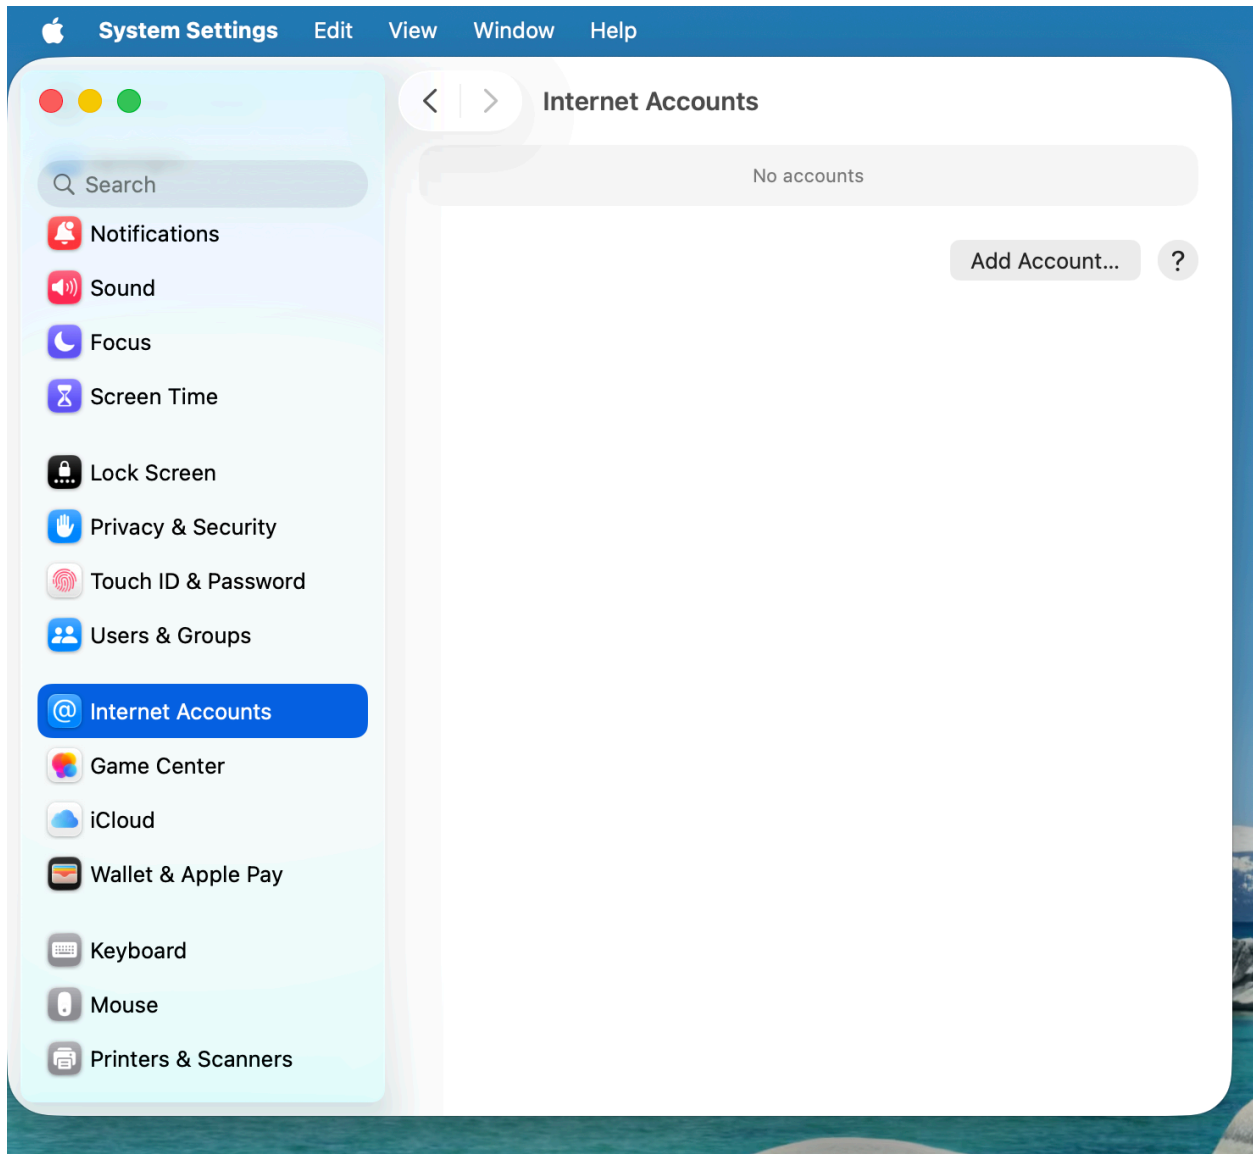 System Settings Edit View Window Help
Internet Accounts
Search
No accounts
Add Account... ?
Notifications
Sound
Focus
Screen Time
Lock Screen
Privacy & Security
Touch ID & Password
Users & Groups
Internet Accounts
Game Center
iCloud
Wallet & Apple Pay
Keyboard
Mouse
Printers & Scanners